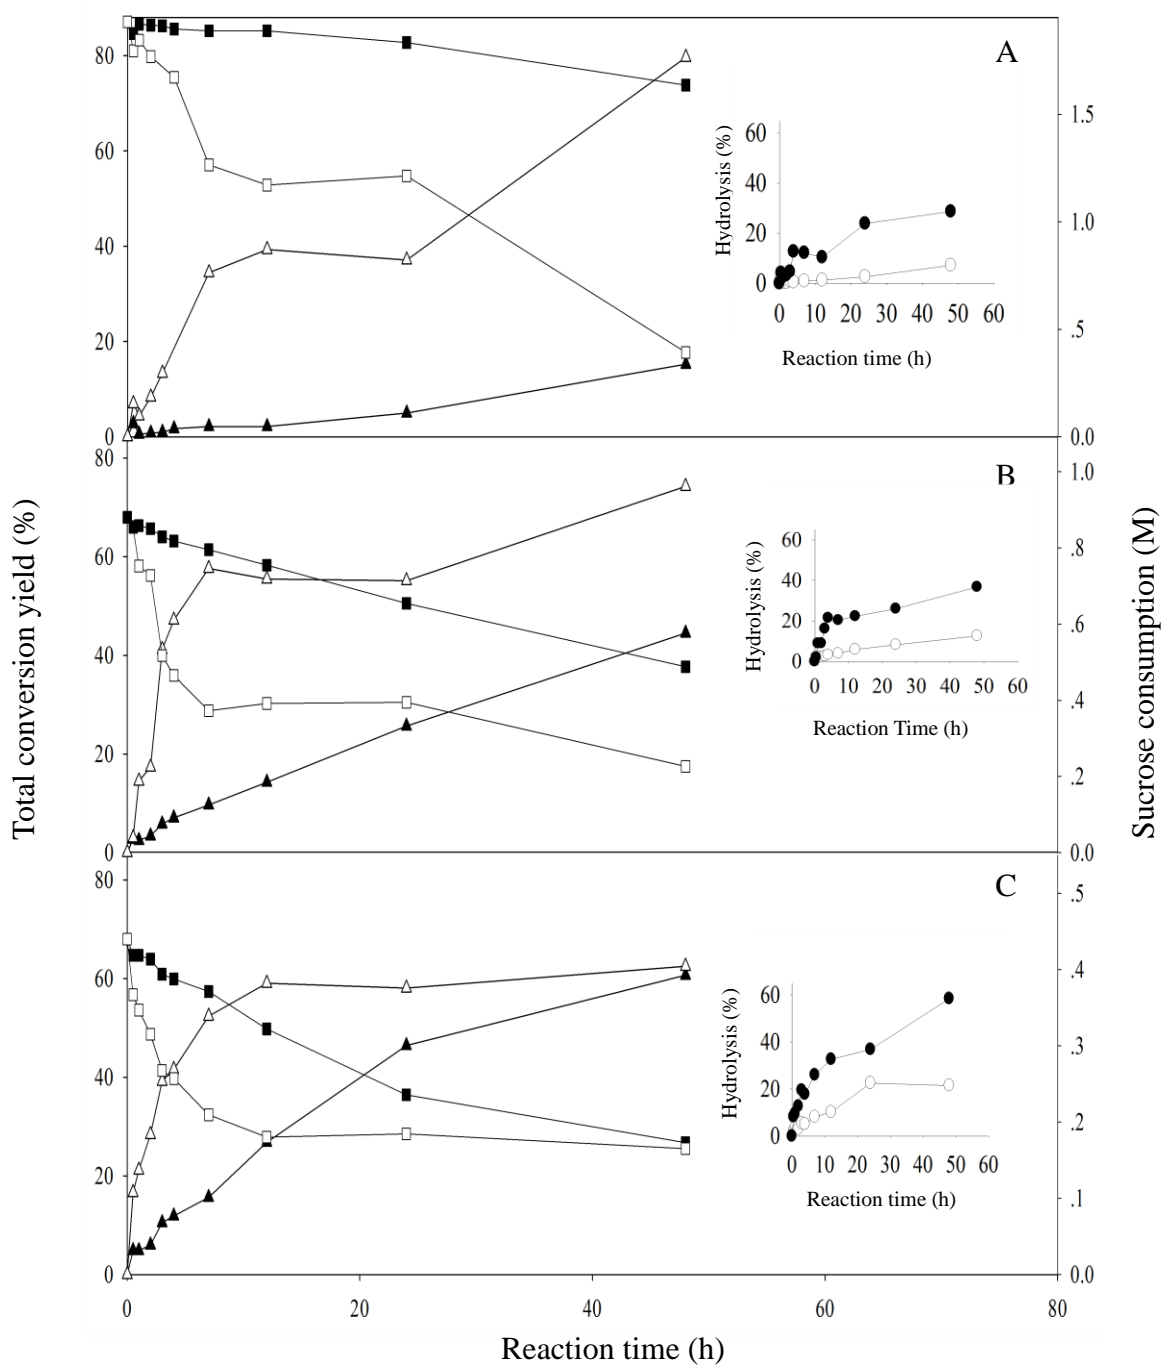 A
80
60
40
20
0
1.5
1.0
.5
0.0
Hydrolysis (%)
60
40
20
0
0 10 20 30 40 50 60
Reaction time (h)
B
80
60
40
20
0
1.0
.8
.6
.4
.2
0.0
Hydrolysis (%)
60
40
20
0
0 10 20 30 40 50 60
Reaction Time (h)
Total conversion yield (%)
Sucrose consumption (M)
C
80
60
40
20
0
.5
.4
.3
.2
.1
0.0
Hydrolysis (%)
60
40
20
0
0 10 20 30 40 50 60
Reaction time (h)
0 20 40 60 80
Reaction time (h)